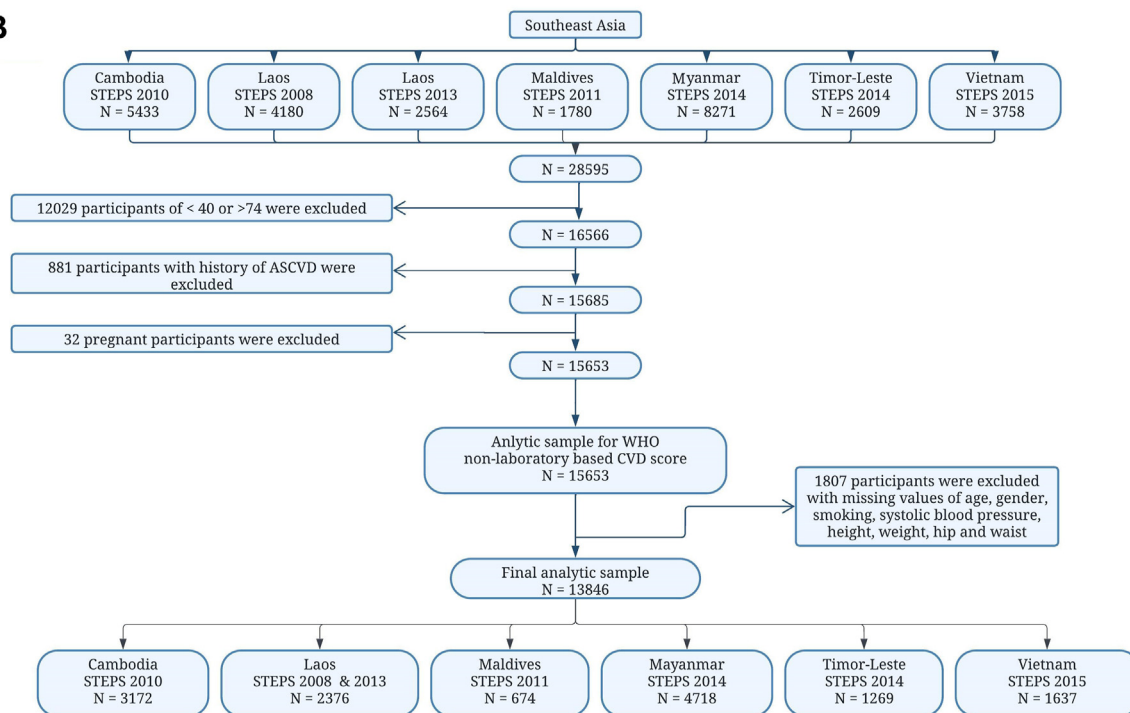 B
Southeast Asia
Cambodia
STEPS 2010
N = 5433
Laos
STEPS 2008
N = 4180
Laos
STEPS 2013
N = 2564
Maldives
STEPS 2011
N = 1780
Myanmar
STEPS 2014
N = 8271
Timor-Leste
STEPS 2014
N = 2609
Vietnam
STEPS 2015
N = 3758
N = 28595
12029 participants of < 40 or >74 were excluded
N = 16566
881 participants with history of ASCVD were
excluded
N = 15685
32 pregnant participants were excluded
N = 15653
Anlytic sample for WHO
non-laboratory based CVD score
N = 15653
1807 participants were excluded
with missing values of age, gender,
smoking, systolic blood pressure,
height, weight, hip and waist
Final analytic sample
N = 13846
Cambodia
STEPS 2010
N = 3172
Laos
STEPS 2008 & 2013
N = 2376
Maldives
STEPS 2011
N = 674
Mayanmar
STEPS 2014
N = 4718
Timor-Leste
STEPS 2014
N = 1269
Vietnam
STEPS 2015
N = 1637